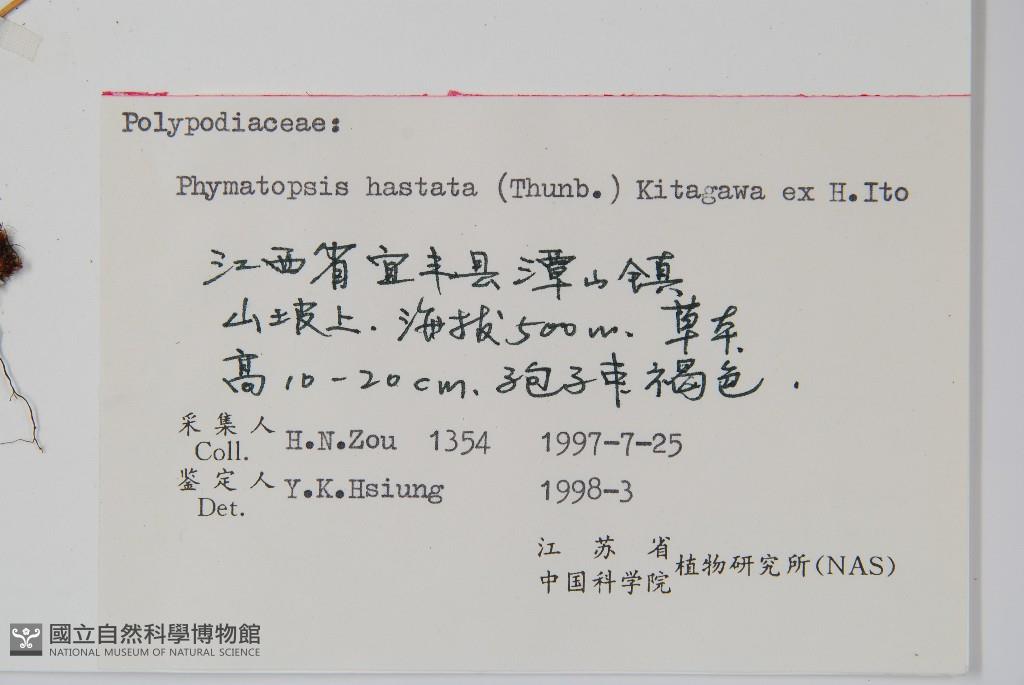 Polypodiaceae:
Phymatopsis hastata (Thunb.) Kitagawa ex H.Ito
江西省宜丰县潭山镇
山坡上.海拔500m.草本
高10-20cm.孢子束褐色.
采集人 H.N.Zou 1354 1997-7-25
Coll.
鉴定人 Y.K.Hsiung 1998-3
Det.
江苏省
中国科学院 植物研究所(NAS)
國立自然科學博物館
NATIONAL MUSEUM OF NATURAL SCIENCE